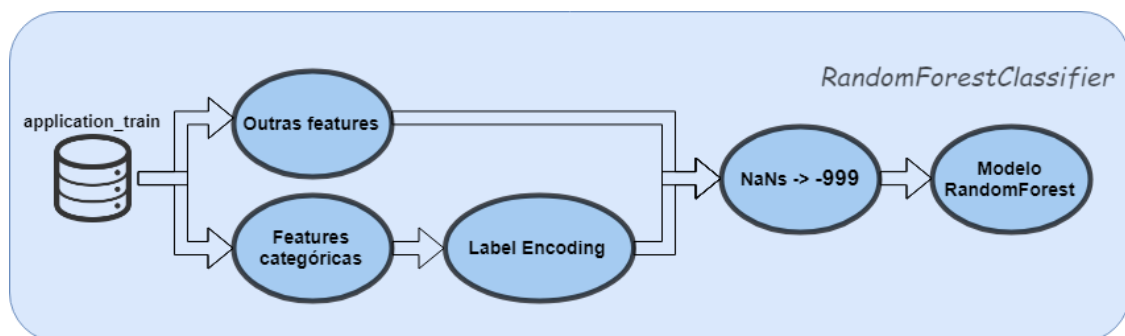 RandomForestClassifier
application_train
Outras features
Features
categóricas
Label Encoding
NaNs -> -999
Modelo
RandomForest